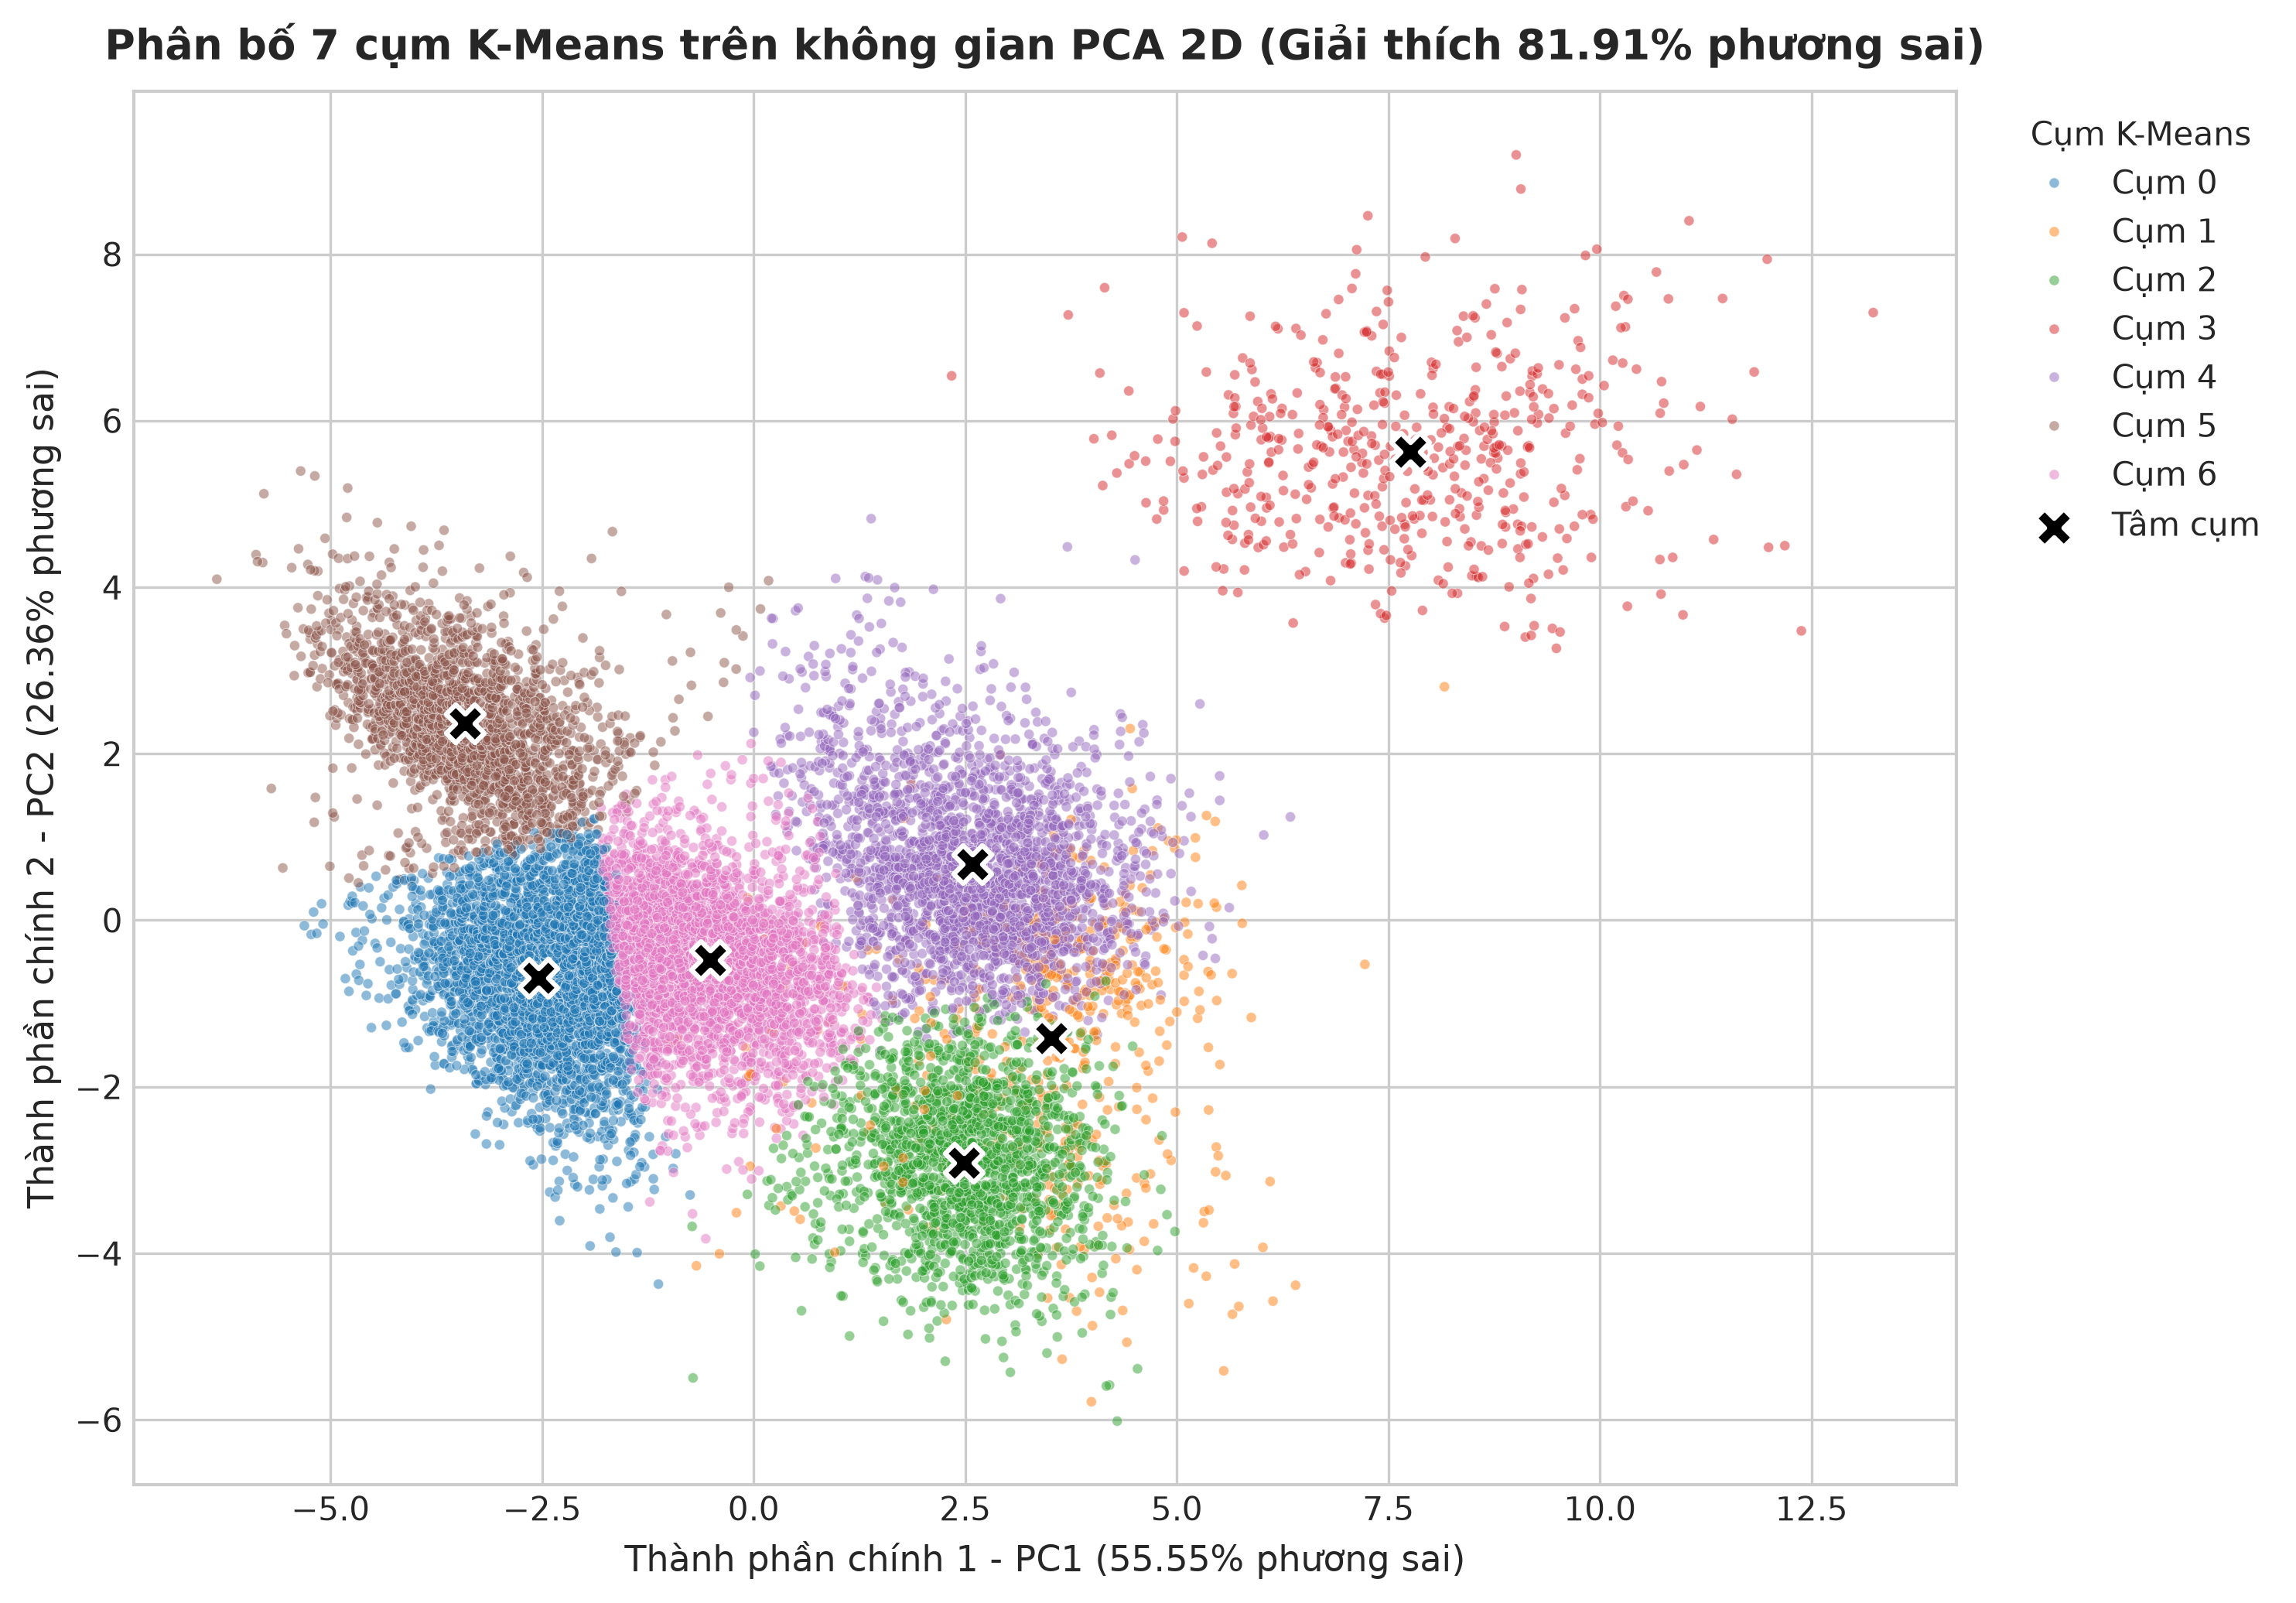 Phân bố 7 cụm K-Means trên không gian PCA 2D (Giải thích 81.91% phương sai)
Cụm K-Means
Cụm 0
Cụm 1
Cụm 2
Cụm 3
Cụm 4
Cụm 5
Cụm 6
Tâm cụm
Thành phần chính 2 - PC2 (26.36% phương sai)
8
6
4
2
0
−2
−4
−6
−5.0 −2.5 0.0 2.5 5.0 7.5 10.0 12.5
Thành phần chính 1 - PC1 (55.55% phương sai)